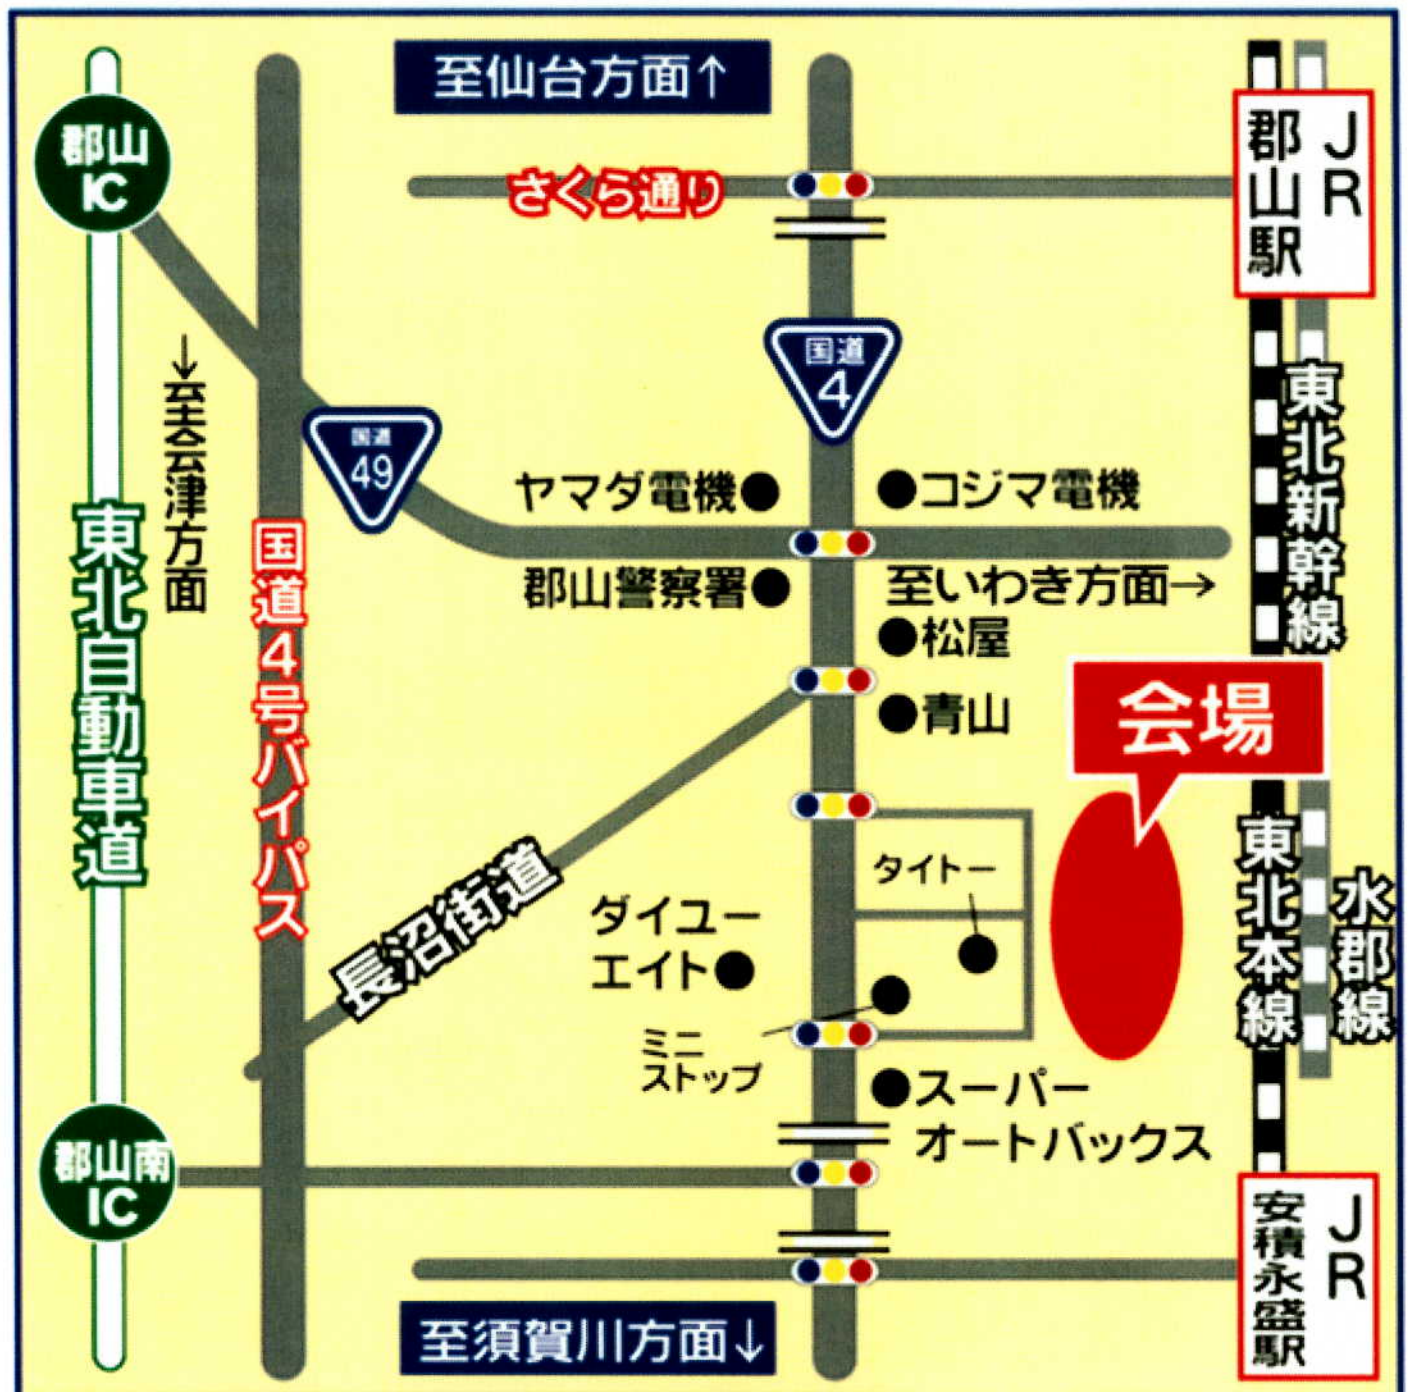 至仙台方面↑
郡山
IC
さくら通り
JR
郡山駅
国道
4
→至会津方面
国道
49
東北新幹線
ヤマダ電機
コジマ電機
郡山警察署
至いわき方面→
東北自動車道
国道4号バイパス
松屋
青山
会場
タイトー
長沼街道
ダイユー
エイト
東北本線
水郡線
ミニ
ストップ
スーパー
オートバックス
郡山南
IC
JR
安積永盛駅
至須賀川方面↓